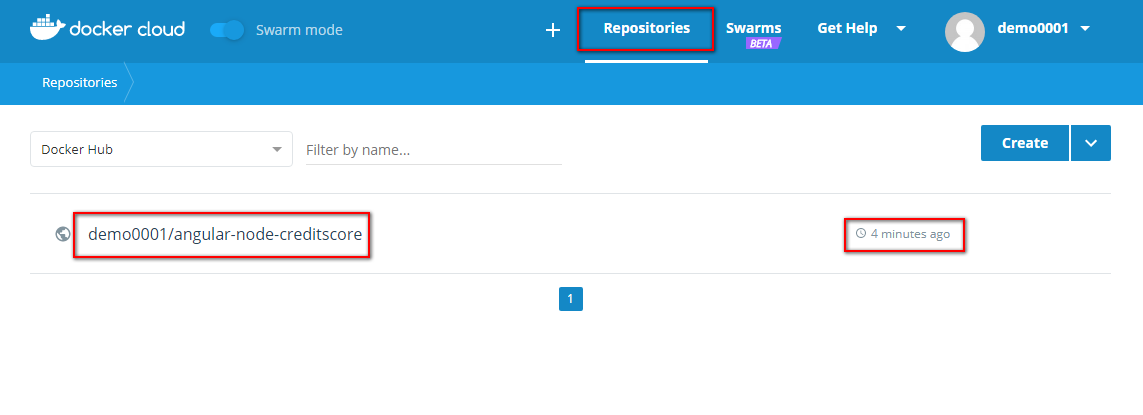 docker cloud
Swarm mode
+
Repositories
Swarms
BETA
Get Help
demo0001
Repositories
Docker Hub
Filter by name...
Create
demo0001/angular-node-creditscore
4 minutes ago
1